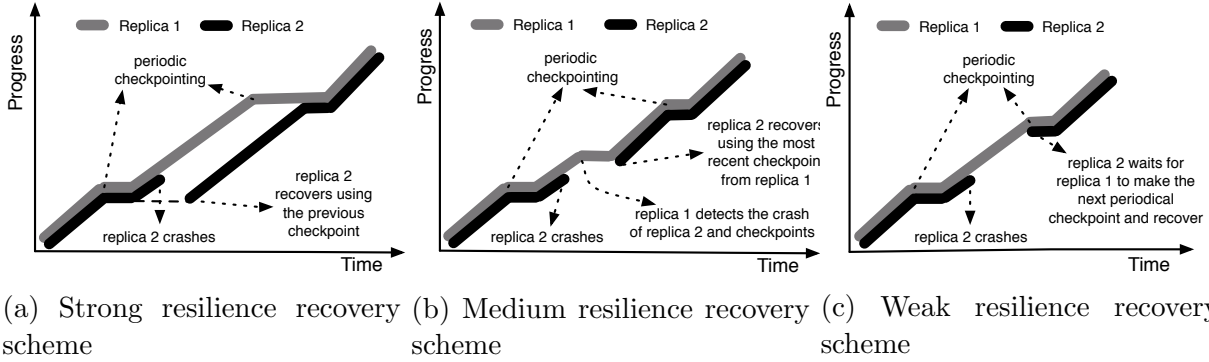 Replica 1 Replica 2
Progress
periodic
checkpointing
replica 2
recovers using
the previous
checkpoint
replica 2 crashes
Time
(a) Strong resilience recovery
scheme
Replica 1 Replica 2
Progress
periodic
checkpointing
replica 2 recovers
using the most
recent checkpoin
from replica 1
replica 1 detects the crash
of replica 2 and checkpoints
replica 2 crashes
Time
(b) Medium resilience recovery
scheme
Replica 1 Replica 2
Progress
periodic
checkpointing
replica 2 waits for
replica 1 to make the
next periodical
checkpoint and recover
replica 2 crashes
Time
(c) Weak resilience recovery
scheme